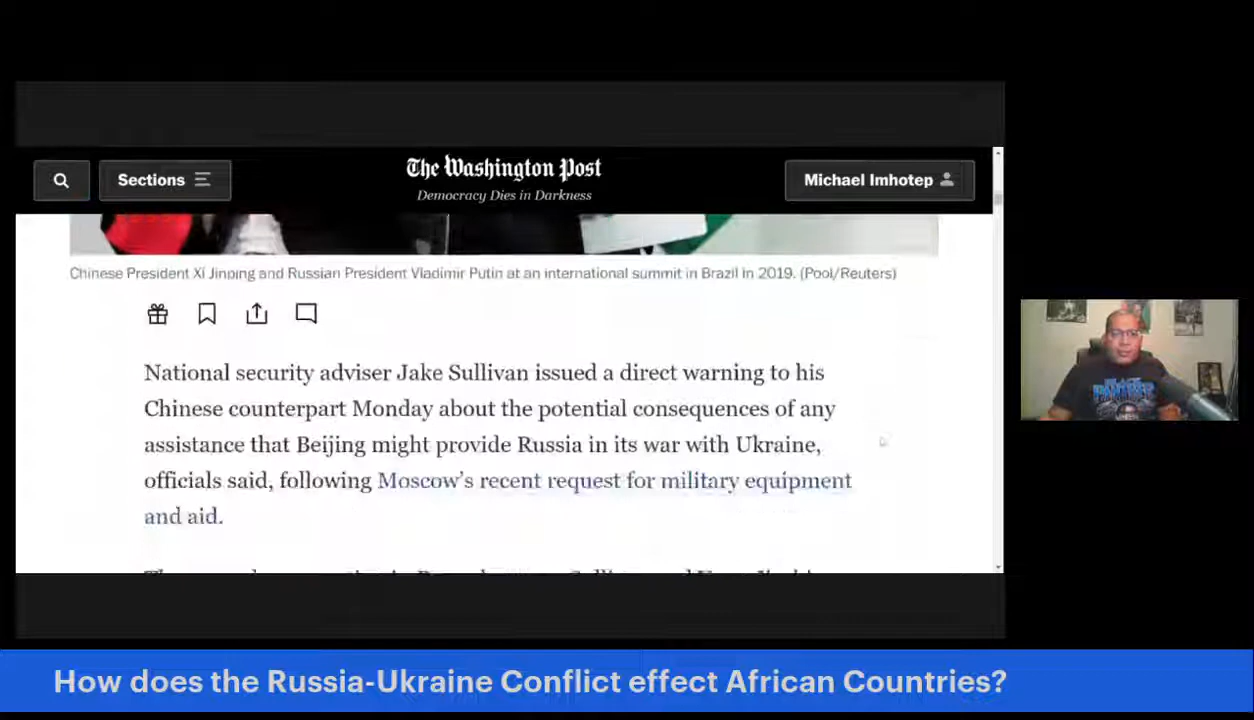 Sections
The Washington Post
Democracy Dies in Darkness
Michael Imhotep
Chinese President Xi Jinping and Russian President Vladimir Putin at an international summit in Brazil in 2019. (Pool/Reuters)
National security adviser Jake Sullivan issued a direct warning to his
Chinese counterpart Monday about the potential consequences of any
assistance that Beijing might provide Russia in its war with Ukraine,
officials said, following Moscow's recent request for military equipment
and aid.
PANTHER
How does the Russia-Ukraine Conflict effect African Countries?